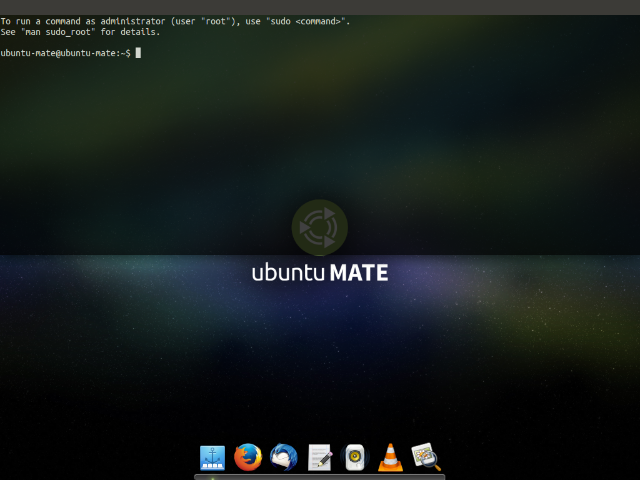 To run a command as administrator (user "root"), use "sudo <command>".
See "man sudo_root" for details.
ubuntu-mate@ubuntu-mate:~$
ubuntu MATE